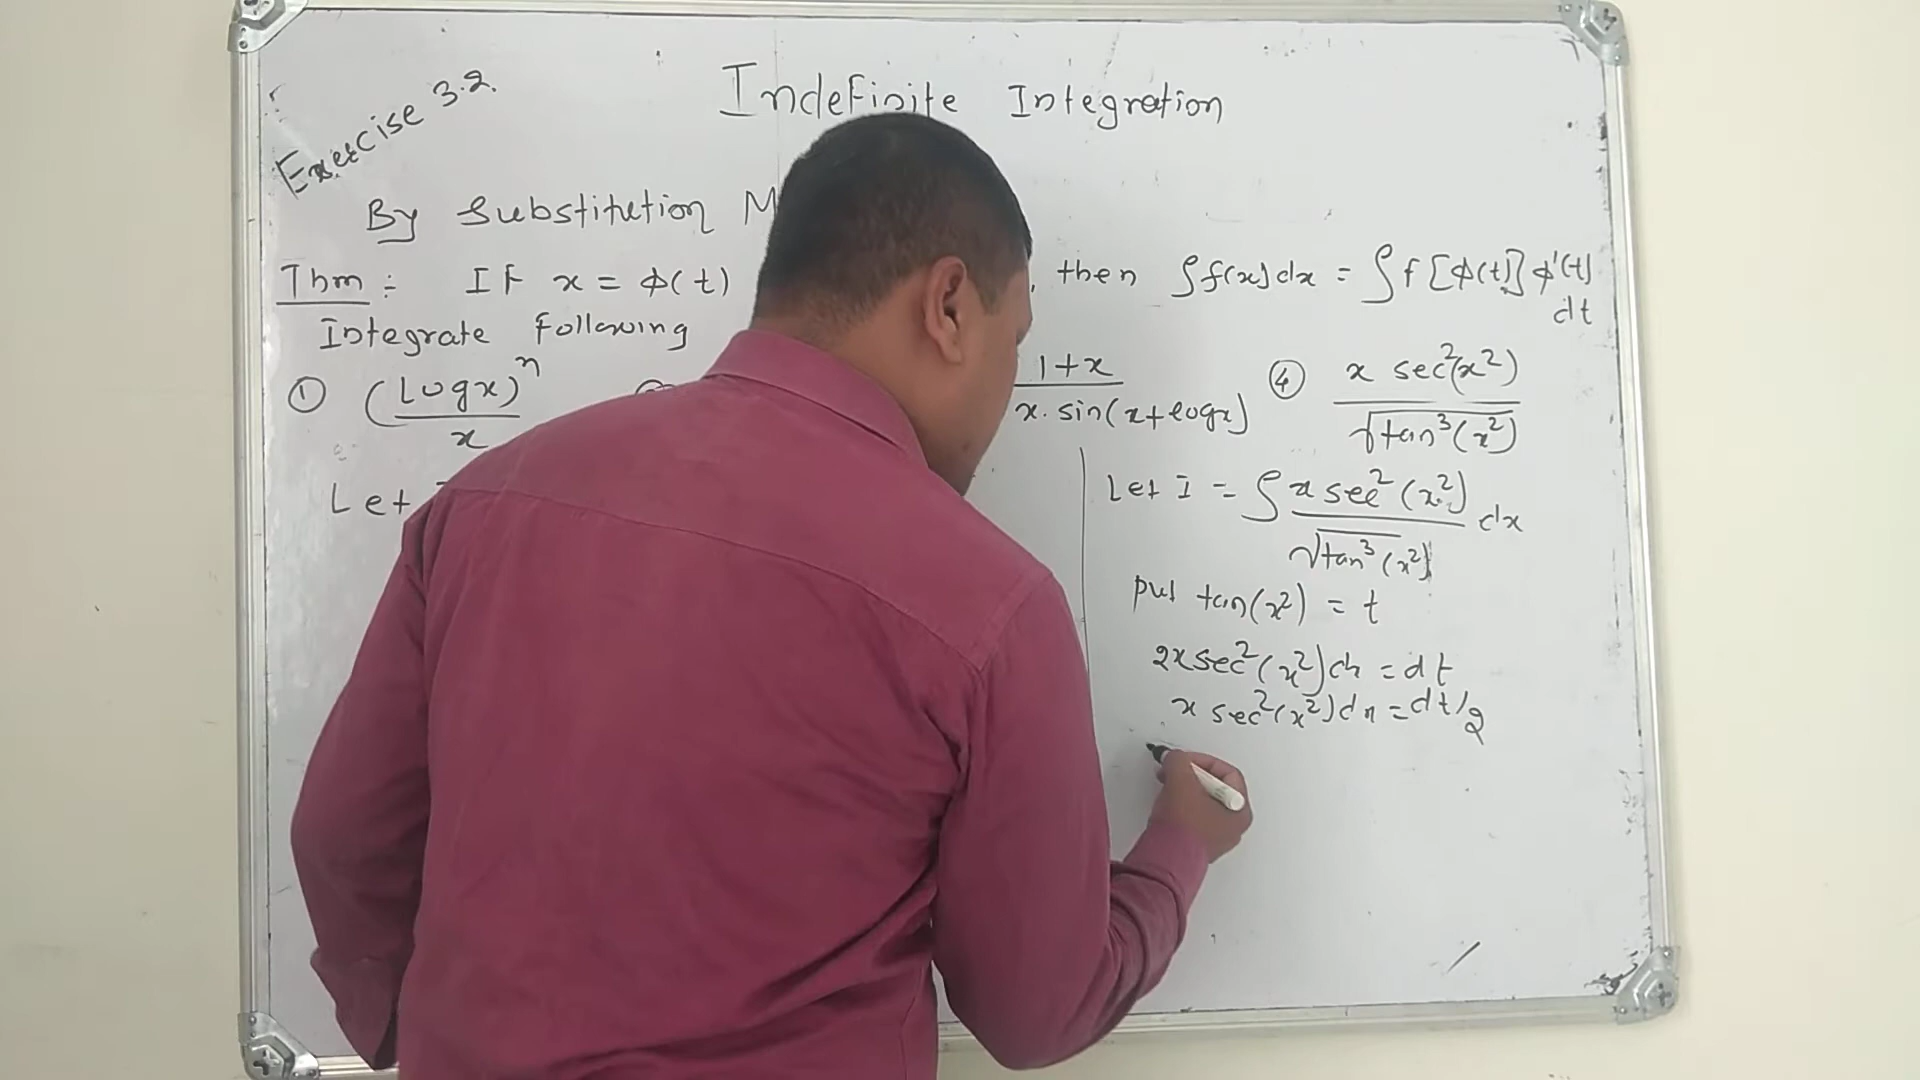 Exercise 3.2.
Indefinite Integration
By Substitution
Thm : If x = φ(t) , then ∫f(x)dx = ∫f[φ(t)] φ'(t)
dt
Integrate Following
① (Logx)ⁿ / x
1+x / x. sin(x+logx)
④ x sec²(x²) / √tan³(x²)
Let
Let I = ∫ x sec²(x²) / √tan³(x²) dx
put tan(x²) = t
2x sec²(x²)dx = dt
x sec²(x²)dx = dt/2